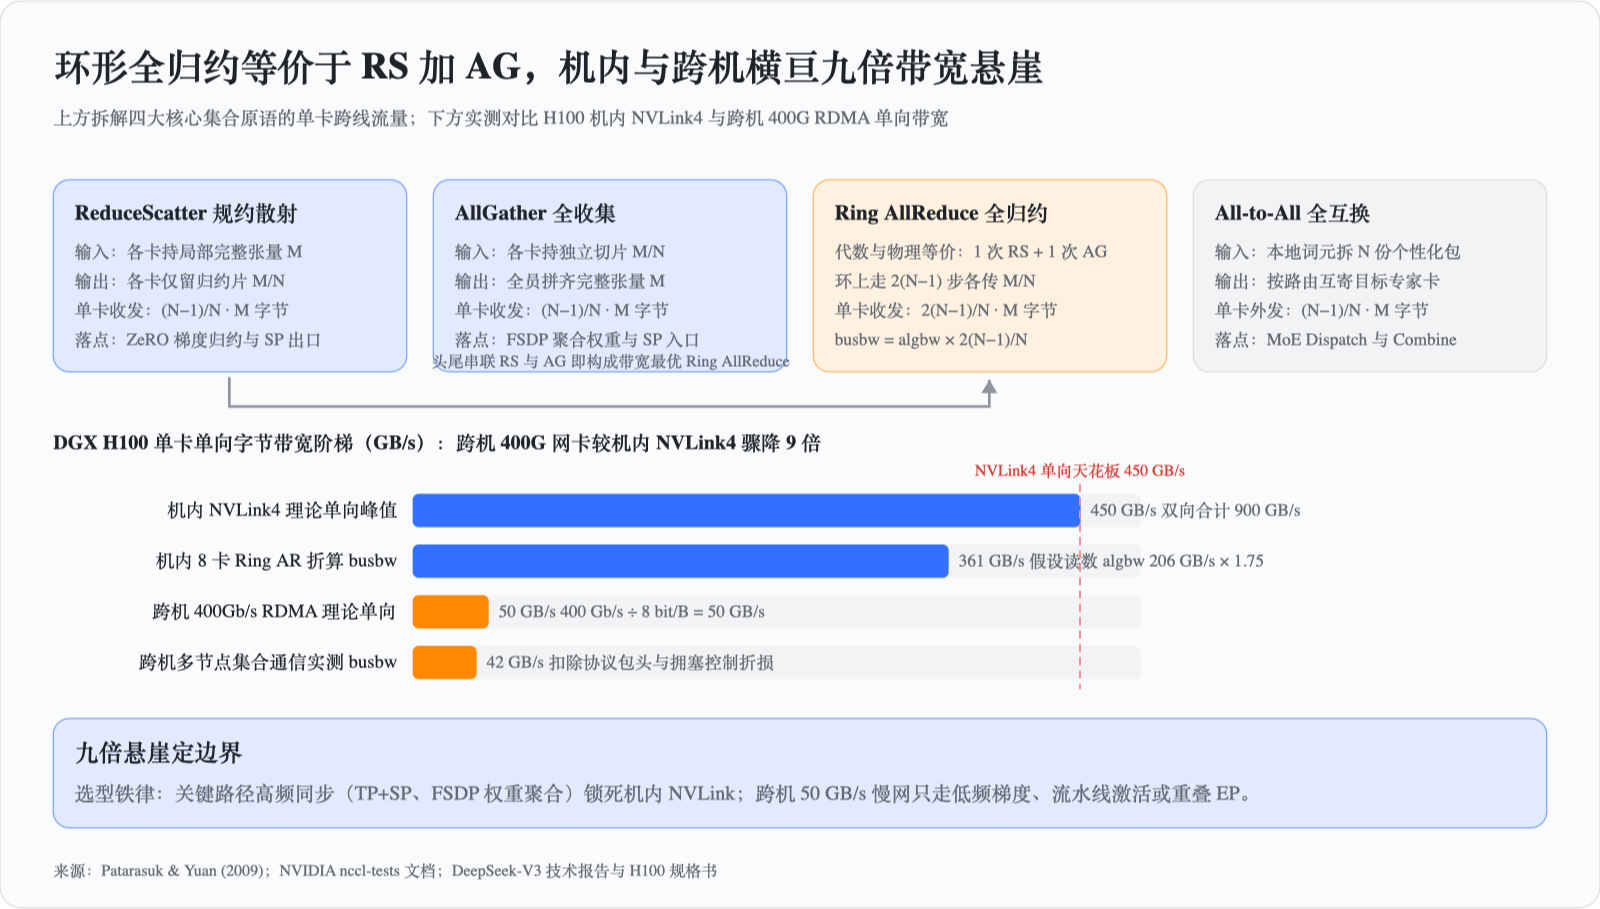 环形全归约等价于 RS 加 AG，机内与跨机横亘九倍带宽悬崖
上方拆解四大核心集合原语的单卡跨线流量；下方实测对比 H100 机内 NVLink4 与跨机 400G RDMA 单向带宽
ReduceScatter 规约散射
输入：各卡持局部完整张量 M
输出：各卡仅留归约片 M/N
单卡收发：(N−1)/N · M 字节
落点：ZeRO 梯度归约与 SP 出口
AllGather 全收集
输入：各卡持独立切片 M/N
输出：全员拼齐完整张量 M
单卡收发：(N−1)/N · M 字节
落点：FSDP 聚合权重与 SP 入口
Ring AllReduce 全归约
代数与物理等价：1 次 RS + 1 次 AG
环上走 2(N−1) 步各传 M/N
单卡收发：2(N−1)/N · M 字节
busbw = algbw × 2(N−1)/N
All-to-All 全互换
输入：本地词元拆 N 份个性化包
输出：按路由互寄目标专家卡
单卡外发：(N−1)/N · M 字节
落点：MoE Dispatch 与 Combine
头尾串联 RS 与 AG 即构成带宽最优 Ring AllReduce
DGX H100 单卡单向字节带宽阶梯（GB/s）：跨机 400G 网卡较机内 NVLink4 骤降 9 倍
NVLink4 单向天花板 450 GB/s
机内 NVLink4 理论单向峰值
450 GB/s 双向合计 900 GB/s
机内 8 卡 Ring AR 折算 busbw
361 GB/s 假设读数 algbw 206 GB/s × 1.75
跨机 400Gb/s RDMA 理论单向
50 GB/s 400 Gb/s ÷ 8 bit/B = 50 GB/s
跨机多节点集合通信实测 busbw
42 GB/s 扣除协议包头与拥塞控制折损
九倍悬崖定边界
选型铁律：关键路径高频同步（TP+SP、FSDP 权重聚合）锁死机内 NVLink；跨机 50 GB/s 慢网只走低频梯度、流水线激活或重叠 EP。
来源：Patarasuk & Yuan (2009)；NVIDIA nccl-tests 文档；DeepSeek-V3 技术报告与 H100 规格书